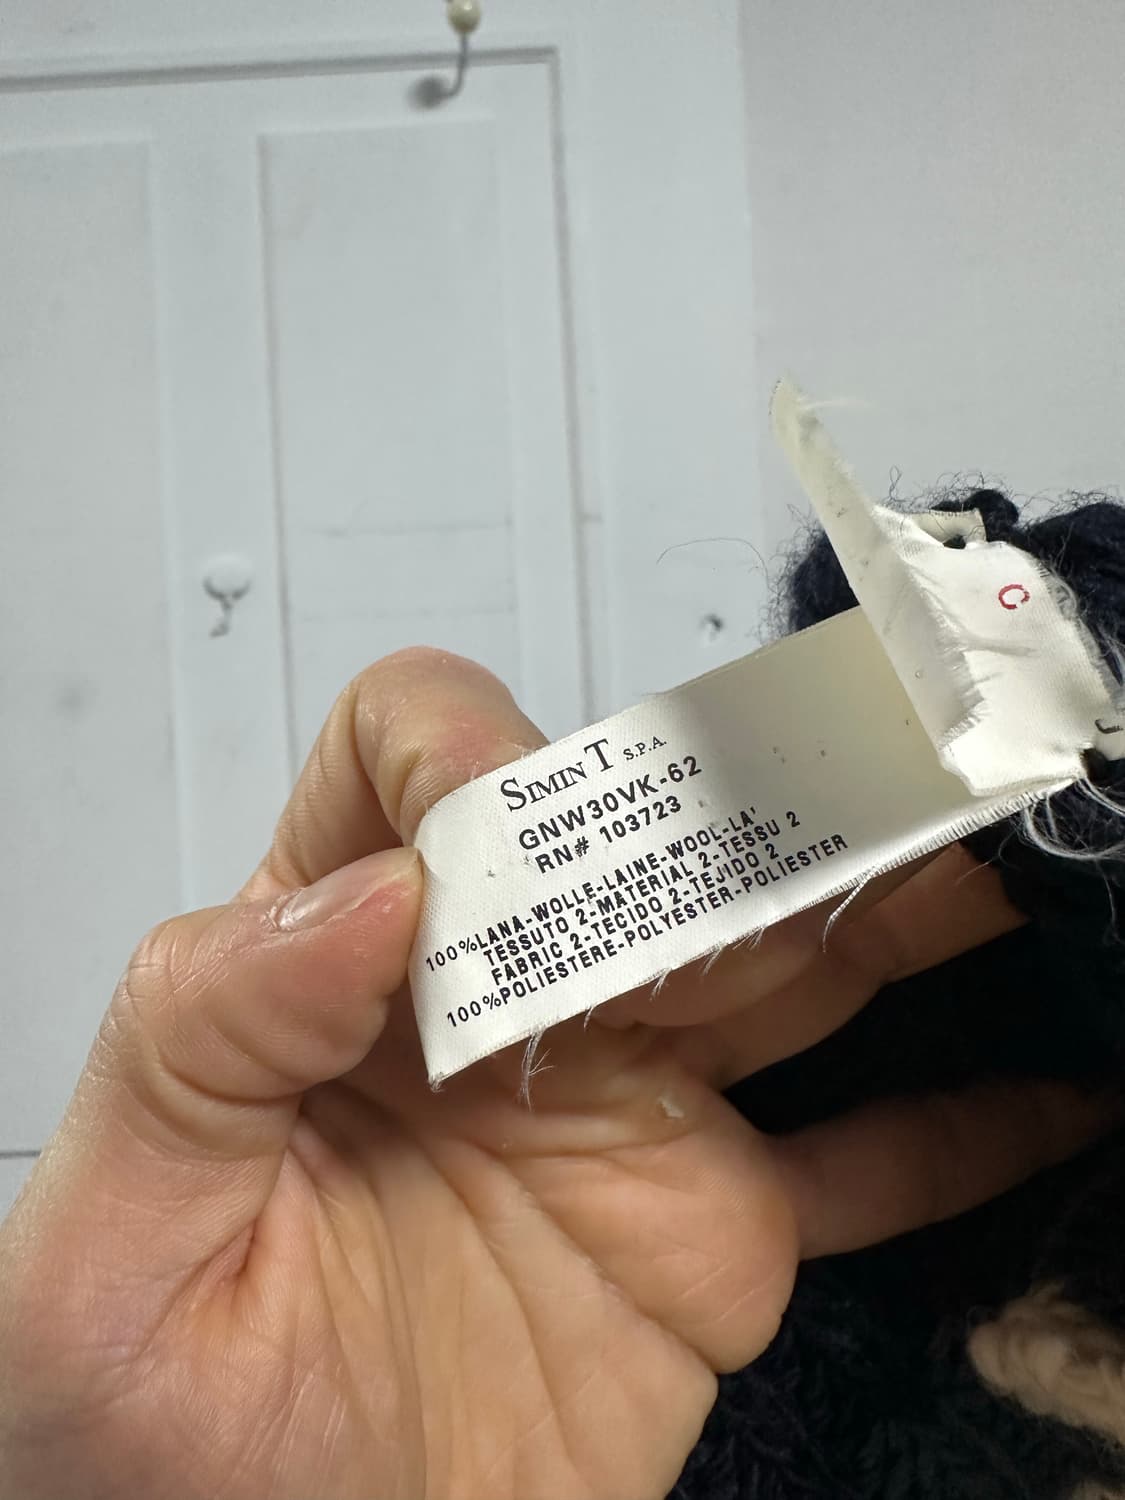 SIMINT S.P.A.
GNW30VK-62
RN# 103723
100%LANA-WOLLE-LAINE-WOOL-LA'
TESSUTO 2-MATERIAL 2-TESSU 2
FABRIC 2-TECIDO 2-TEJIDO 2
100%POLIESTERE-POLYESTER-POLIESTER
C